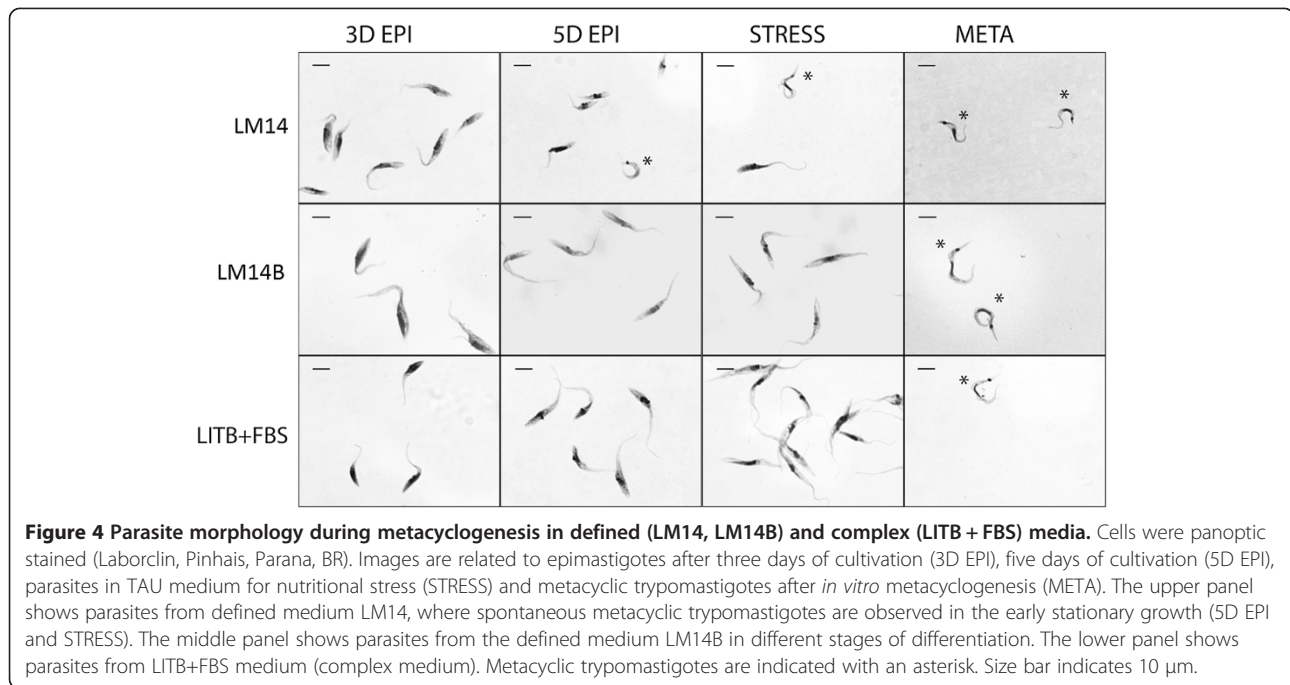 3D EPI 5D EPI STRESS META
LM14 * * * *
LM14B * *
LITB+FBS *
Figure 4 Parasite morphology during metacyclogenesis in defined (LM14, LM14B) and complex (LITB + FBS) media. Cells were panoptic
stained (Laborclin, Pinhais, Parana, BR). Images are related to epimastigotes after three days of cultivation (3D EPI), five days of cultivation (5D EPI),
parasites in TAU medium for nutritional stress (STRESS) and metacyclic trypomastigotes after in vitro metacyclogenesis (META). The upper panel
shows parasites from defined medium LM14, where spontaneous metacyclic trypomastigotes are observed in the early stationary growth (5D EPI
and STRESS). The middle panel shows parasites from the defined medium LM14B in different stages of differentiation. The lower panel shows
parasites from LITB+FBS medium (complex medium). Metacyclic trypomastigotes are indicated with an asterisk. Size bar indicates 10 μm.